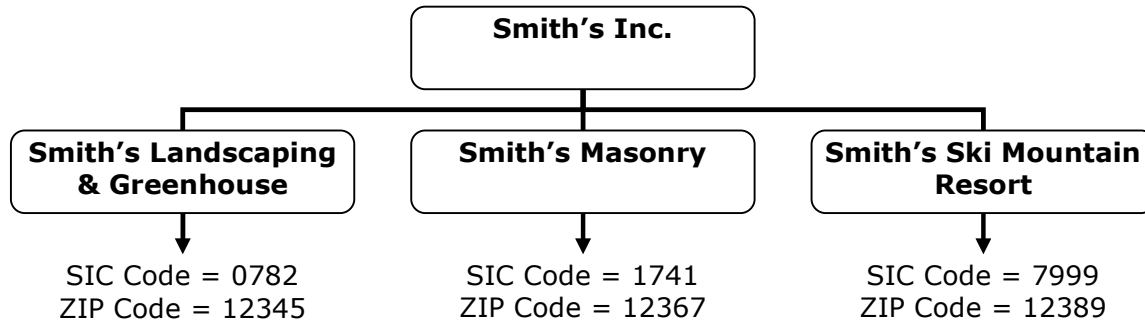 Smith’s Inc.
Smith’s Landscaping
& Greenhouse
SIC Code = 0782
ZIP Code = 12345
Smith’s Masonry
SIC Code = 1741
ZIP Code = 12367
Smith’s Ski Mountain
Resort
SIC Code = 7999
ZIP Code = 12389